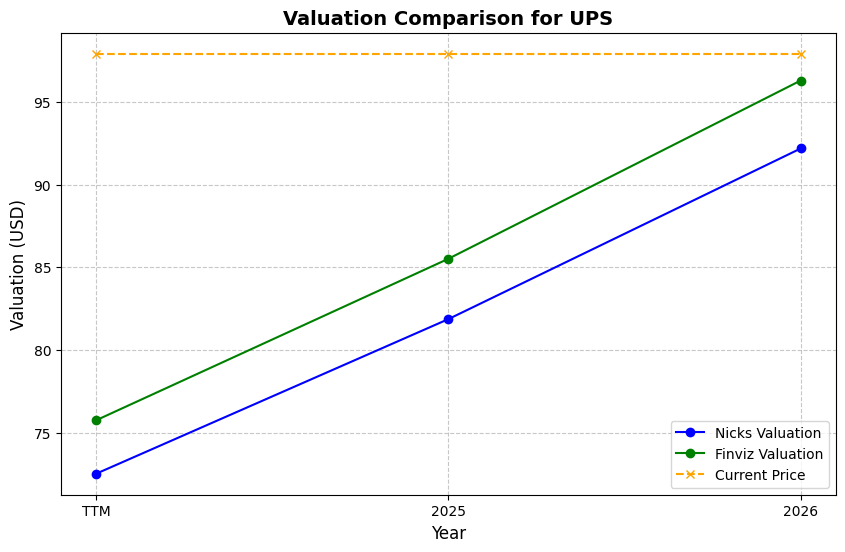 Valuation Comparison for UPS
Valuation (USD)
95
90
85
80
75
TTM
2025
2026
Year
Nicks Valuation
Finviz Valuation
Current Price